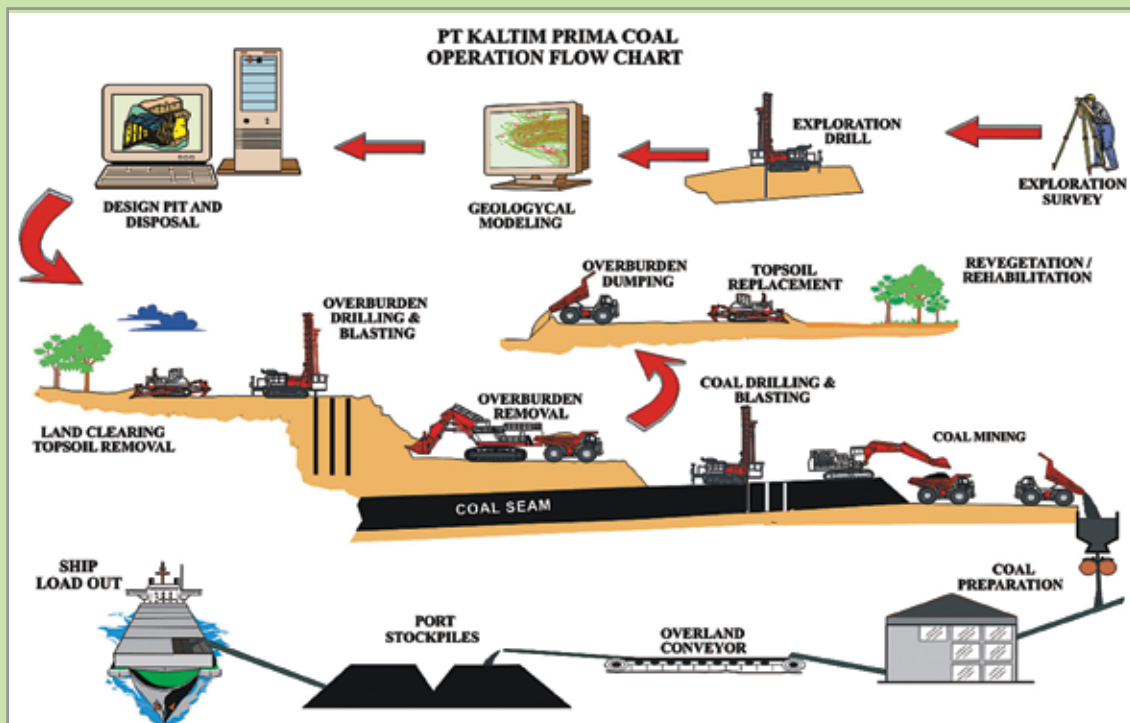 PT KALTIM PRIMA COAL
OPERATION FLOW CHART
EXPLORATION
SURVEY
EXPLORATION
DRILL
GEOLOGYCAL
MODELING
DESIGN PIT AND
DISPOSAL
LAND CLEARING
TOPSOIL REMOVAL
OVERBURDEN
DRILLING &
BLASTING
OVERBURDEN
REMOVAL
OVERBURDEN
DUMPING
TOPSOIL
REPLACEMENT
REVEGETATION /
REHABILITATION
COAL DRILLING &
BLASTING
COAL MINING
COAL SEAM
COAL
PREPARATION
OVERLAND
CONVEYOR
PORT
STOCKPILES
SHIP
LOAD OUT